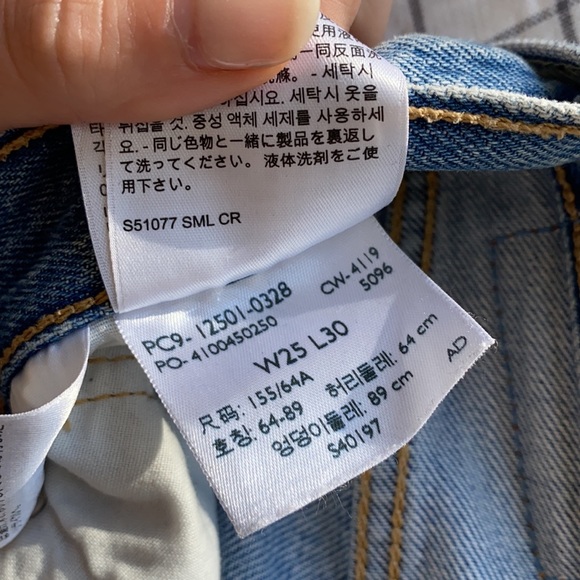 使用液
一同反面洗
滌。 - 세탁시
하십시오. 세탁시 옷을
뒤집을 것. 중성 액체 세제를 사용하세
요. - 同じ色物と一緒に製品を裏返し
て洗ってください。 液体洗剤をご使
用下さい。
S51077 SML CR
PC9- 12501-0328
CW-4119
PO- 4100450250
5096
W25 L30
尺码: 155/64A
허리둘레: 64 cm
호칭: 64-89
엉덩이둘레: 89 cm
AD
S40197